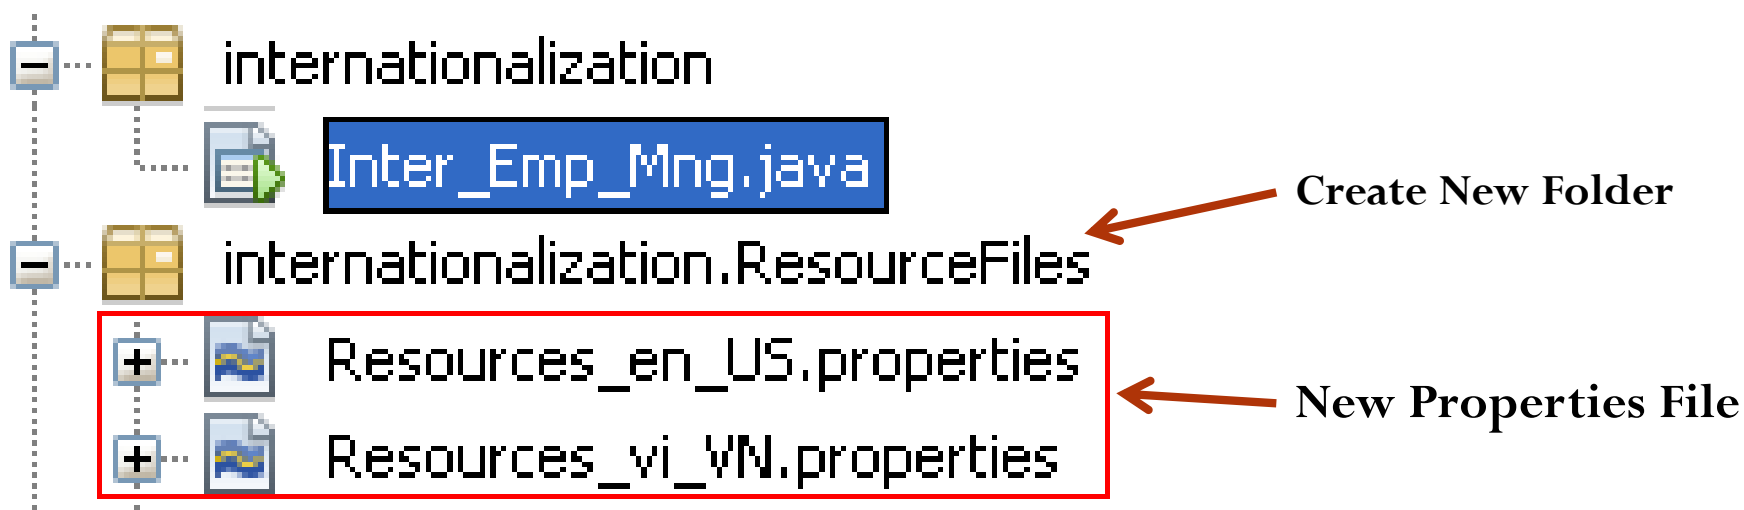 internationalization
Inter_Emp_Mng.java
Create New Folder
internationalization.ResourceFiles
Resources_en_US.properties
New Properties File
Resources_vi_VN.properties